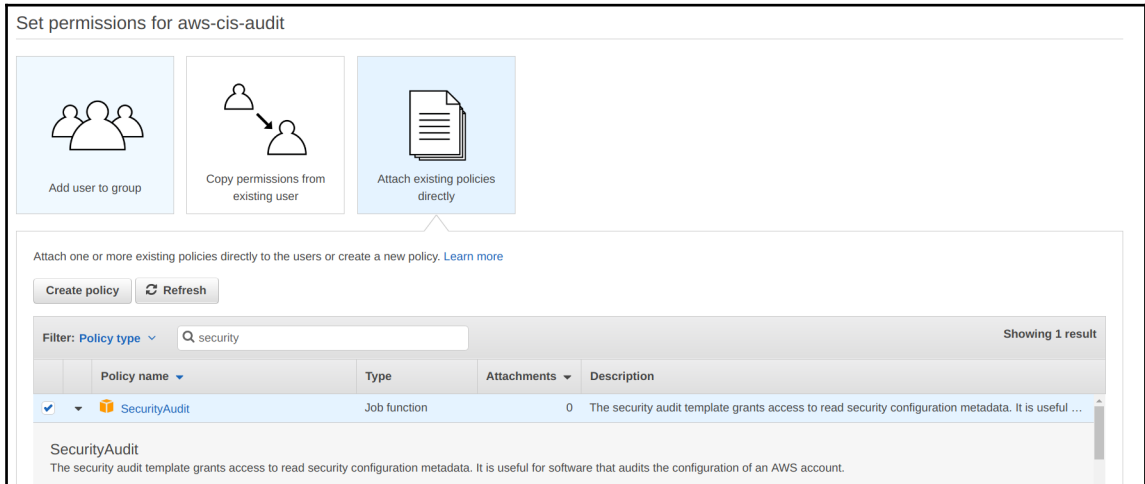 Set permissions for aws-cis-audit
Add user to group
Copy permissions from
existing user
Attach existing policies
directly
Attach one or more existing policies directly to the users or create a new policy. Learn more
Create policy
Refresh
Filter: Policy type
security
Showing 1 result
Policy name
Type
Attachments
Description
SecurityAudit
Job function
0
The security audit template grants access to read security configuration metadata. It is useful ...
SecurityAudit
The security audit template grants access to read security configuration metadata. It is useful for software that audits the configuration of an AWS account.